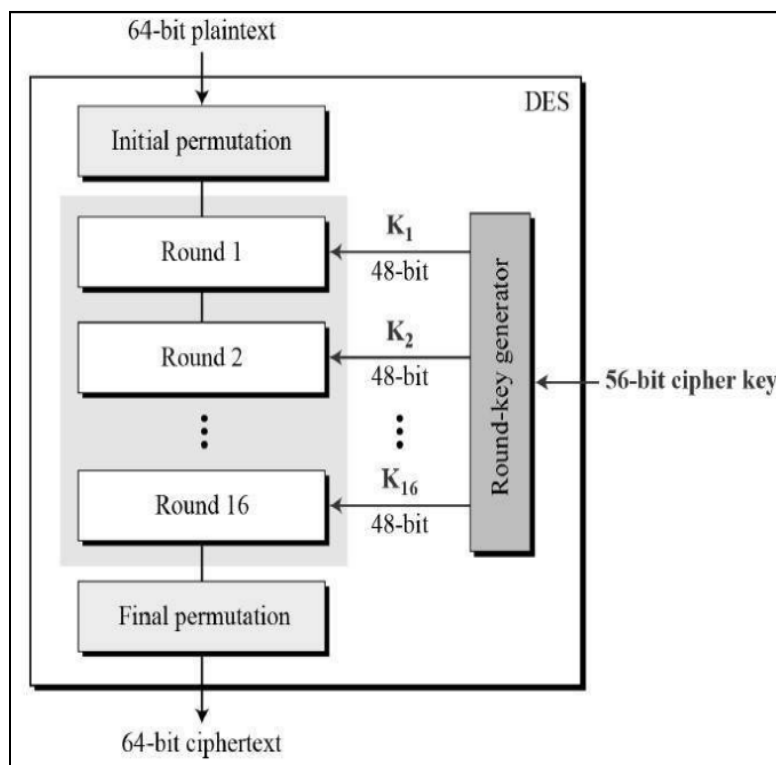 64-bit plaintext
DES
Initial permutation
Round 1
K₁
48-bit
Round 2
K₂
48-bit
Round-key generator
56-bit cipher key
Round 16
K₁₆
48-bit
Final permutation
64-bit ciphertext